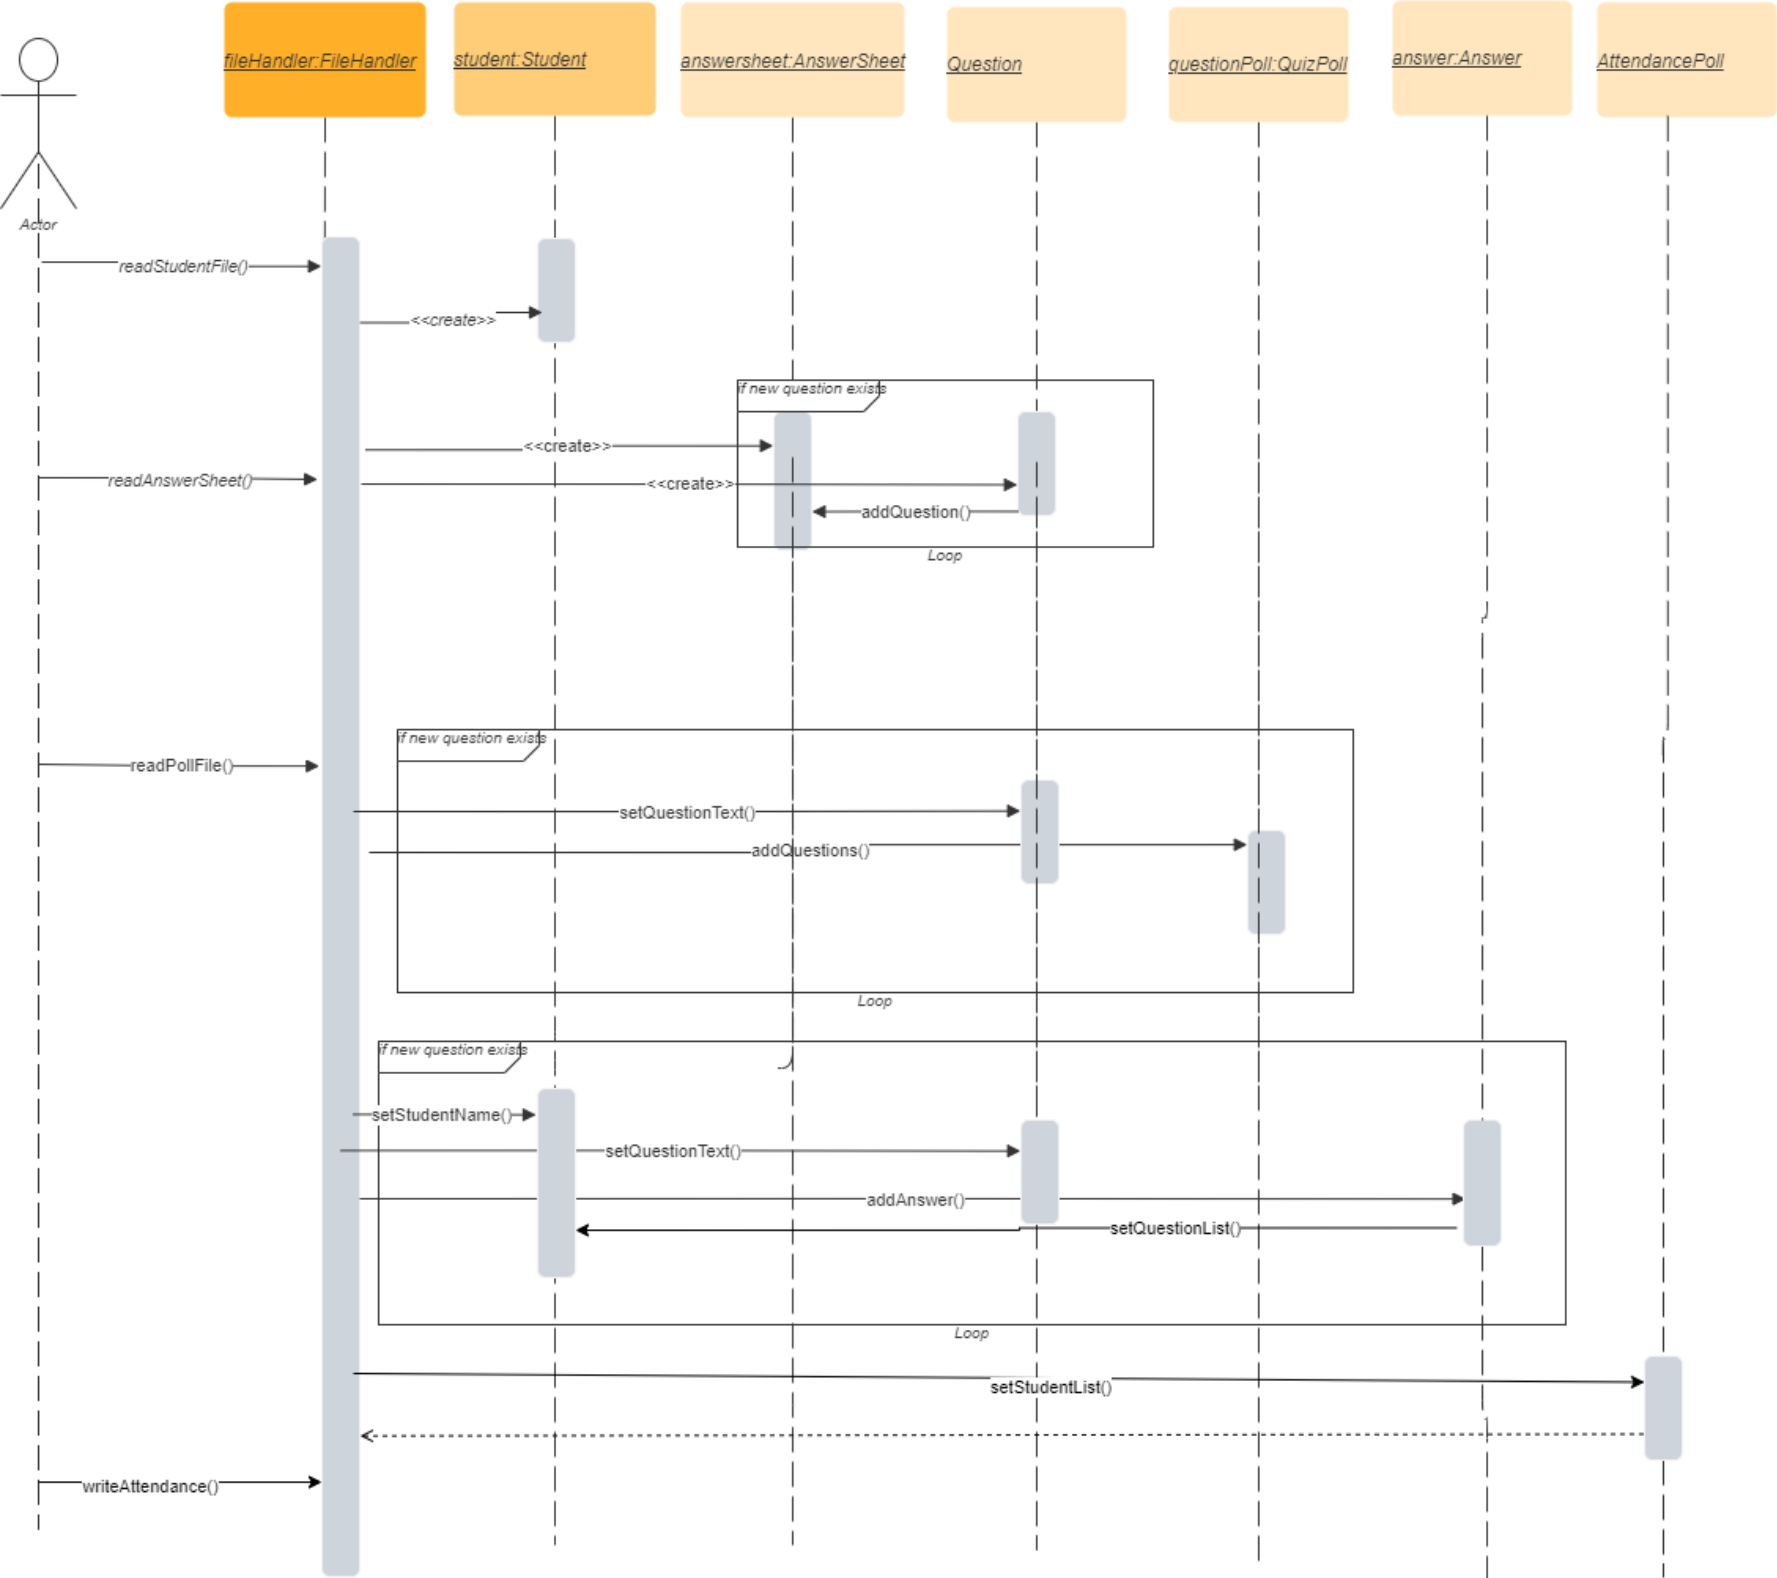 fileHandler:FileHandler
student:Student
answersheet:AnswerSheet
Question
questionPoll:QuizPoll
answer:Answer
AttendancePoll
Actor
readStudentFile()
<<create>>
if new question exists
<<create>>
readAnswerSheet()
<<create>>
addQuestion()
Loop
if new question exists
readPollFile()
setQuestionText()
addQuestions()
Loop
if new question exists
setStudentName()
setQuestionText()
addAnswer()
setQuestionList()
Loop
setStudentList()
writeAttendance()